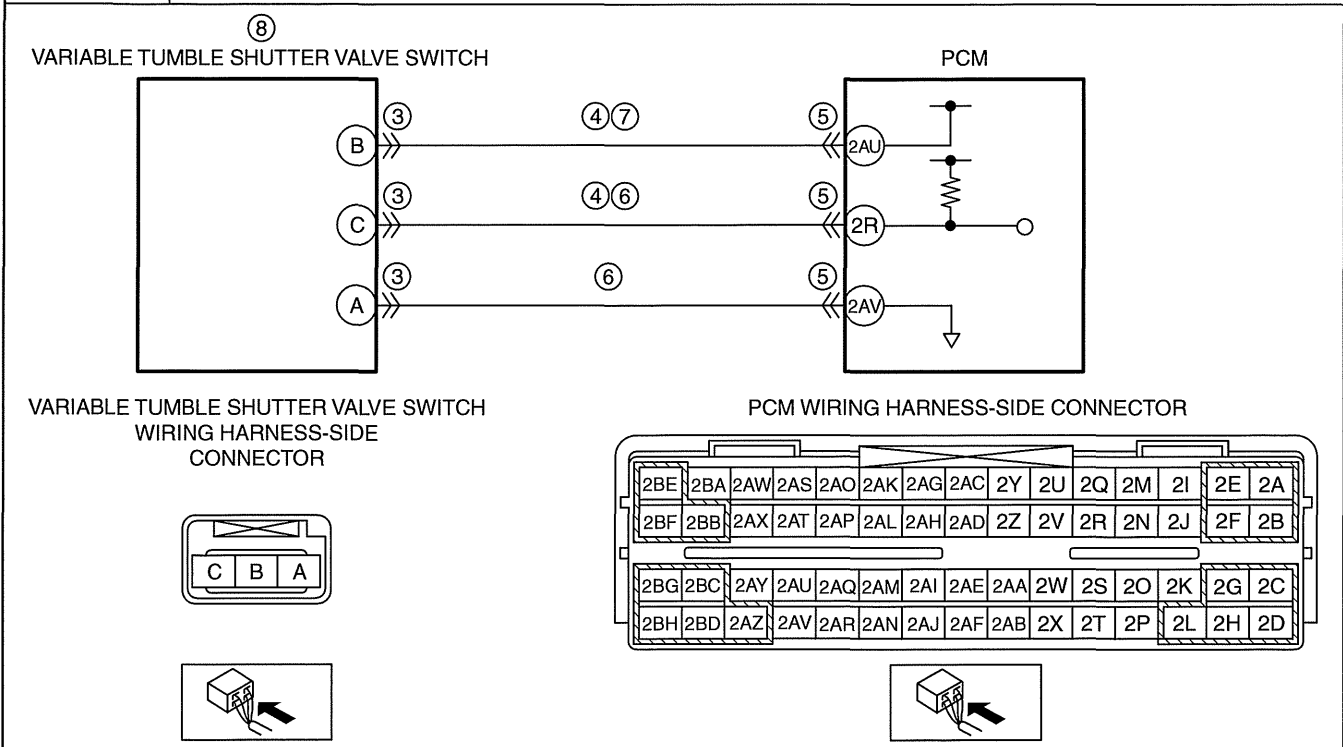 ⑧
VARIABLE TUMBLE SHUTTER VALVE SWITCH PCM
③ ④⑦ ⑤
B 2AU
③ ④⑥ ⑤
C 2R
③ ⑥ ⑤
A 2AV
VARIABLE TUMBLE SHUTTER VALVE SWITCH
WIRING HARNESS-SIDE
CONNECTOR
C B A
PCM WIRING HARNESS-SIDE CONNECTOR
2BE 2BA 2AW 2AS 2AO 2AK 2AG 2AC 2Y 2U 2Q 2M 2I 2E 2A
2BF 2BB 2AX 2AT 2AP 2AL 2AH 2AD 2Z 2V 2R 2N 2J 2F 2B
2BG 2BC 2AY 2AU 2AQ 2AM 2AI 2AE 2AA 2W 2S 2O 2K 2G 2C
2BH 2BD 2AZ 2AV 2AR 2AN 2AJ 2AF 2AB 2X 2T 2P 2L 2H 2D